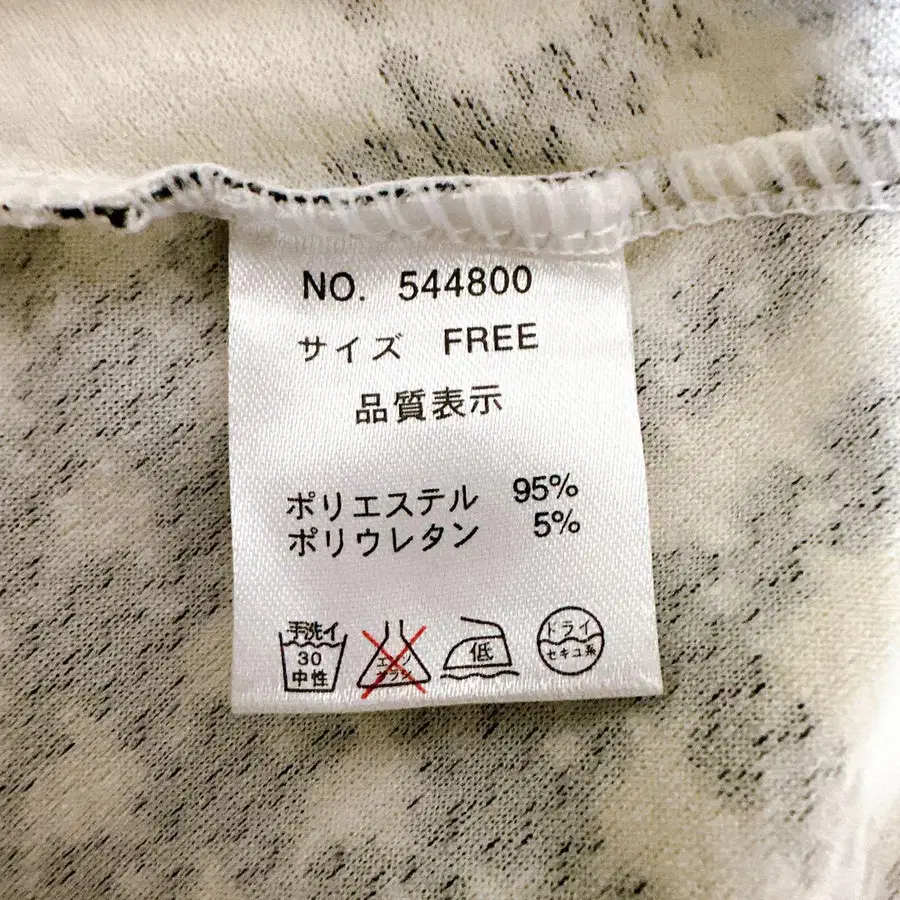 NO. 544800
サイズ FREE
品質表示
ポリエステル 95%
ポリウレタン 5%
手洗イ
30
中性
エンソ
サラシ
低
ドライ
セキユ系